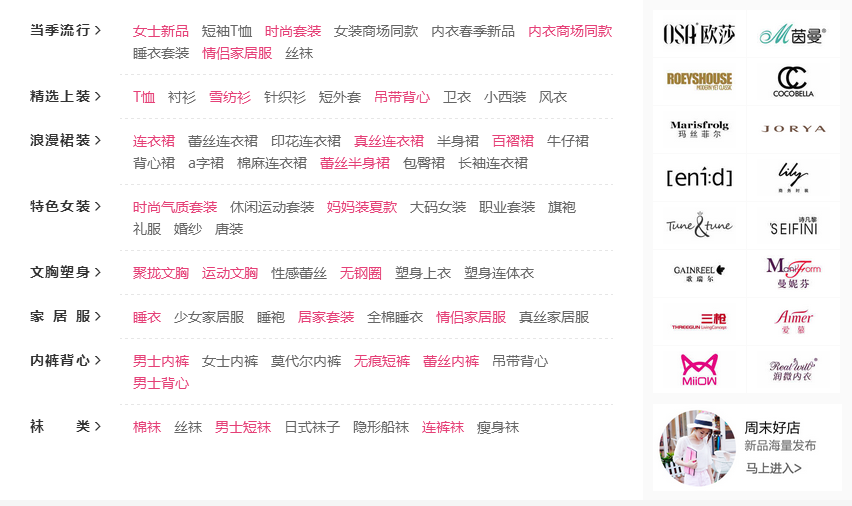 当季流行 > 女士新品 短袖T恤 时尚套装 女装商场同款 内衣春季新品 内衣商场同款
睡衣套装 情侣家居服 丝袜
精选上装 > T恤 衬衫 雪纺衫 针织衫 短外套 吊带背心 卫衣 小西装 风衣
浪漫裙装 > 连衣裙 蕾丝连衣裙 印花连衣裙 真丝连衣裙 半身裙 百褶裙 牛仔裙
背心裙 a字裙 棉麻连衣裙 蕾丝半身裙 包臀裙 长袖连衣裙
特色女装 > 时尚气质套装 休闲运动套装 妈妈装夏款 大码女装 职业套装 旗袍
礼服 婚纱 唐装
文胸塑身 > 聚拢文胸 运动文胸 性感蕾丝 无钢圈 塑身上衣 塑身连体衣
家居服 > 睡衣 少女家居服 睡袍 居家套装 全棉睡衣 情侣家居服 真丝家居服
内裤背心 > 男士内裤 女士内裤 莫代尔内裤 无痕短裤 蕾丝内裤 吊带背心
男士背心
袜类 > 棉袜 丝袜 男士短袜 日式袜子 隐形船袜 连裤袜 瘦身袜
OSA®欧莎
茵曼®
ROEYSHOUSE
MODERN YET CLASSIC
COCOBELLA
Marisfrolg
玛丝菲尔
JORYA
[eni:d]
lily
商务时装
Tune & tune
诗凡黎
SEIFINI
GAINREEL
歌瑞尔
ManiForm
曼妮芬
三枪
THREEGUN LivingConcept
Aimer
爱慕
MiiOW
Realwill®
润微内衣
周末好店
新品海量发布
马上进入>